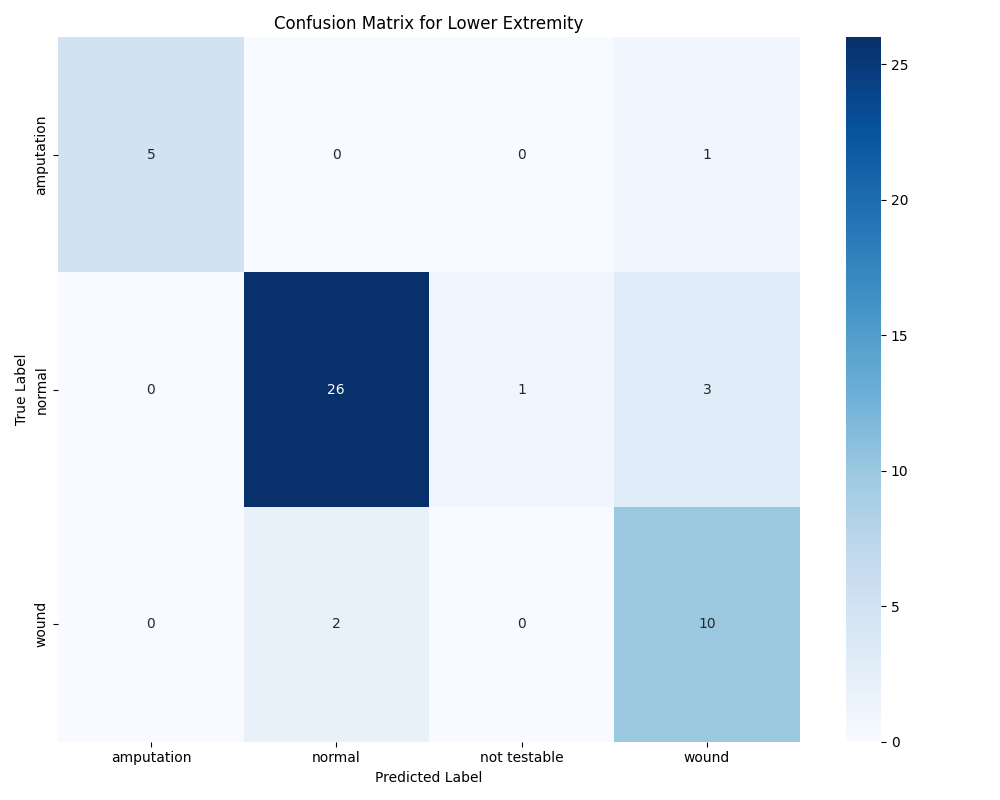 Confusion Matrix for Lower Extremity
True Label
amputation
normal
wound
5 0 0 1
0 26 1 3
0 2 0 10
amputation normal not testable wound
Predicted Label
25
20
15
10
5
0